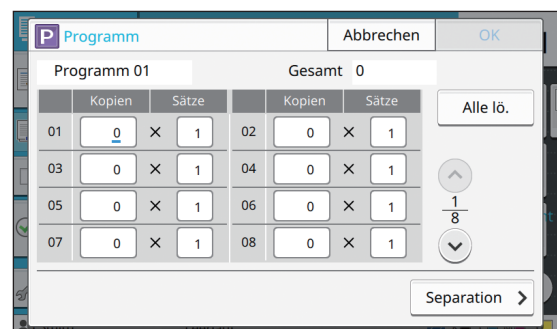 P Programm Abbrechen OK
Programm 01 Gesamt 0
Kopien Sätze Kopien Sätze Alle lö.
01 0 × 1 02 0 × 1
03 0 × 1 04 0 × 1
05 0 × 1 06 0 × 1
1
8
07 0 × 1 08 0 × 1
Separation